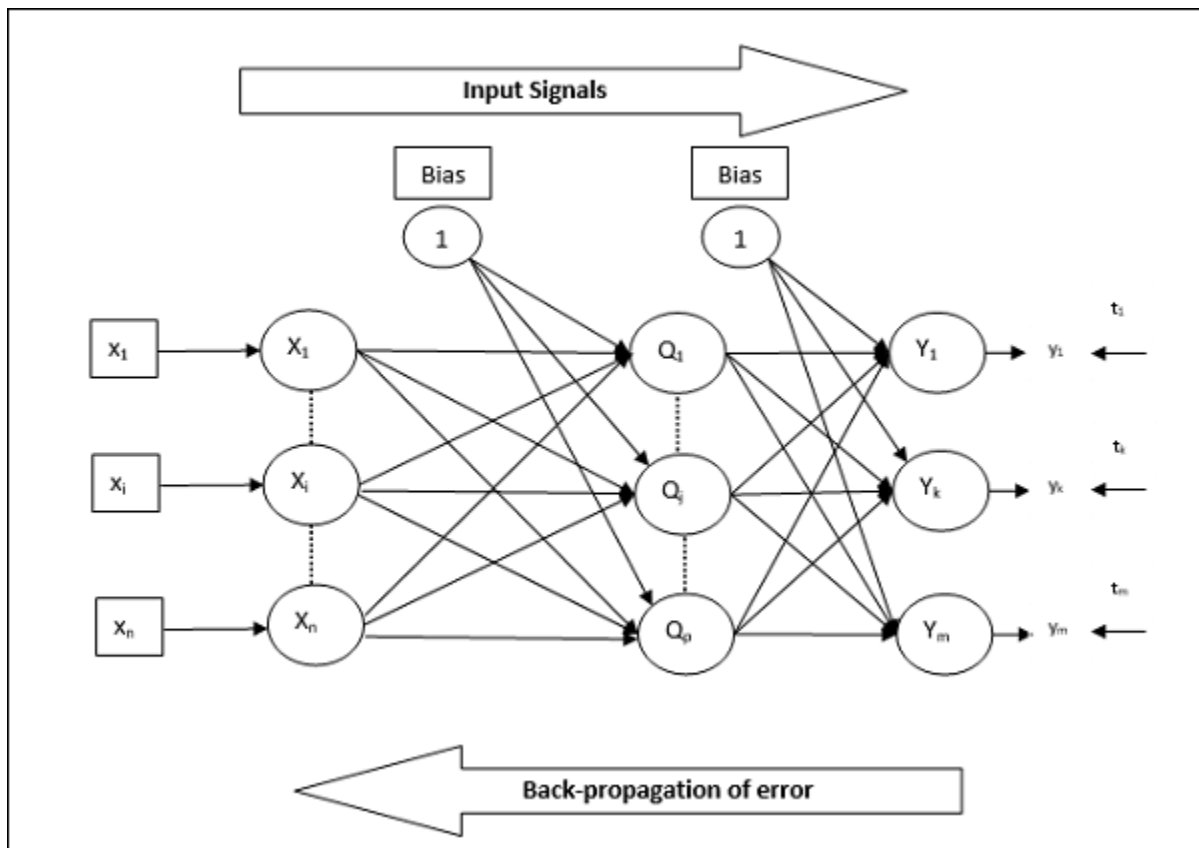 Input Signals
Bias Bias
1 1
t₁
x₁ X₁ Q₁ Y₁ y₁
tₖ
xᵢ Xᵢ Qⱼ Yₖ yₖ
tₘ
xₙ Xₙ Qₚ Yₘ yₘ
Back-propagation of error